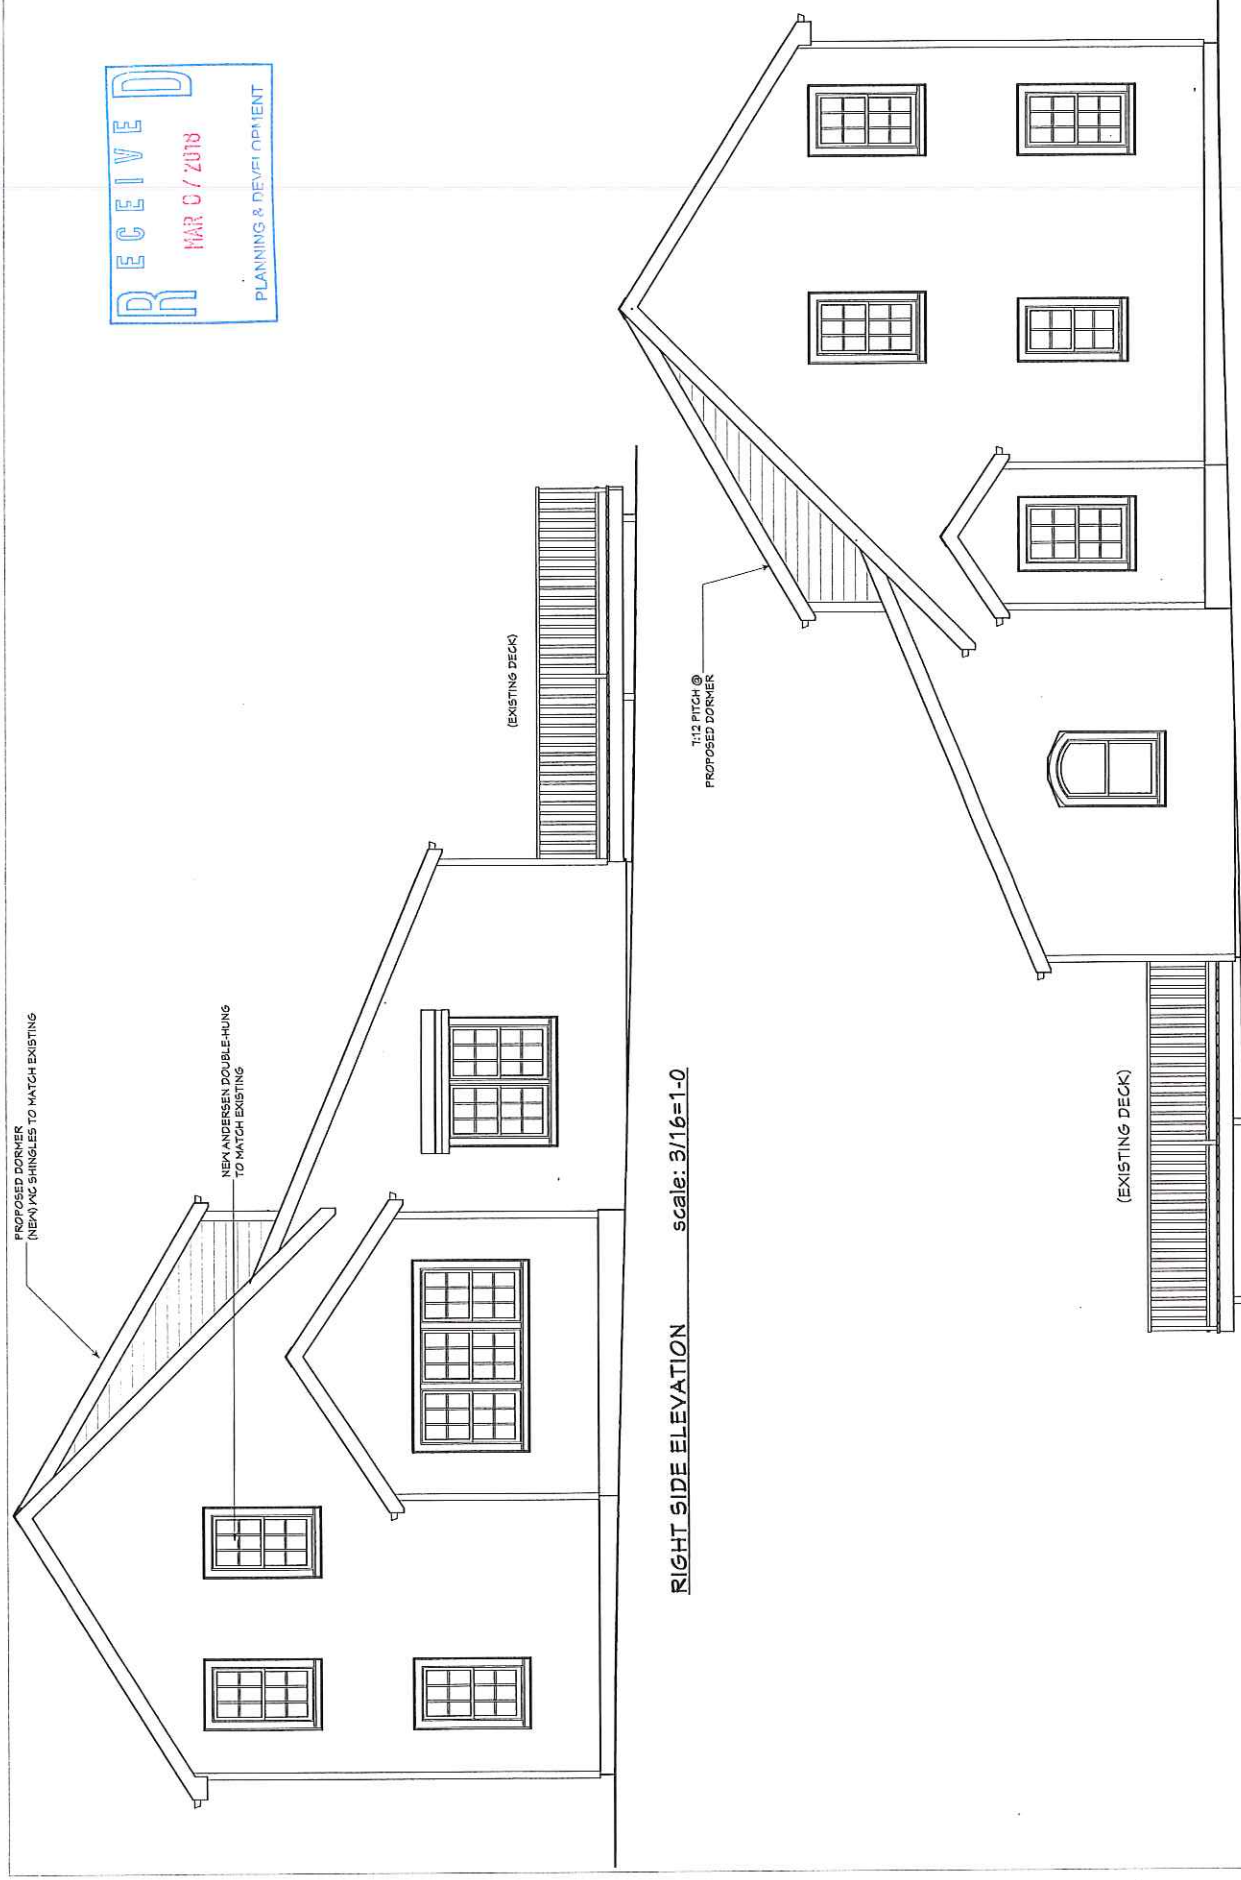 PROPOSED DORMER
(NEW) WC SHINGLES TO MATCH EXISTING
NEW ANDERSEN DOUBLE-HUNG
TO MATCH EXISTING
(EXISTING DECK)
RECEIVED
MAR 07 2018
PLANNING & DEVELOPMENT
RIGHT SIDE ELEVATION scale: 3/16=1-0
7:12 PITCH @
PROPOSED DORMER
(EXISTING DECK)